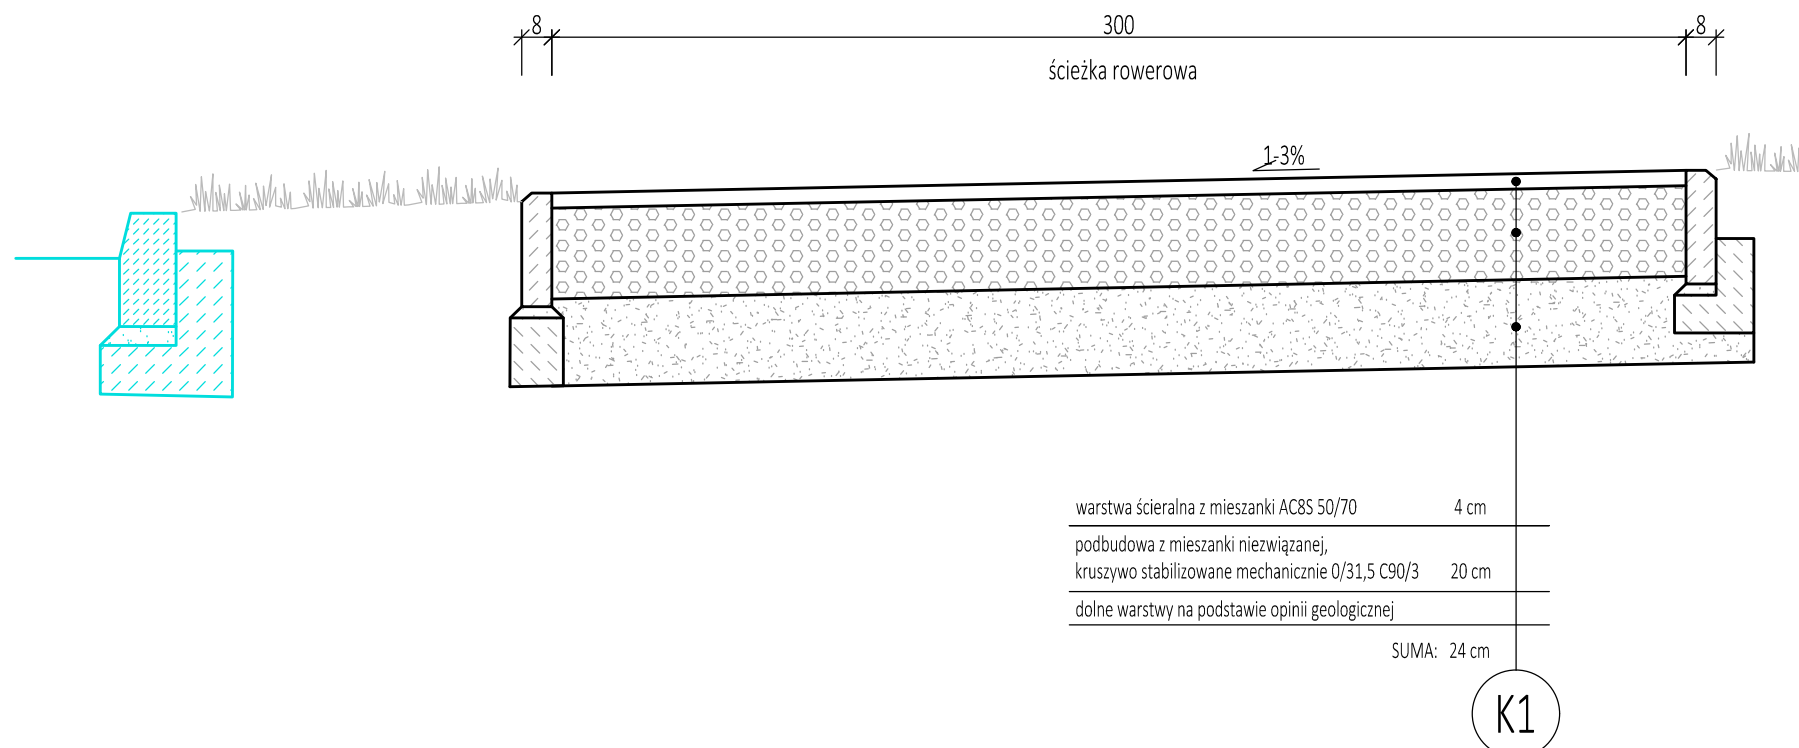 8 300 8
ścieżka rowerowa
1-3%
warstwa ścieralna z mieszanki AC8S 50/70 4 cm
podbudowa z mieszanki niezwiązanej,
kruszywo stabilizowane mechanicznie 0/31,5 C90/3 20 cm
dolne warstwy na podstawie opinii geologicznej
SUMA: 24 cm
K1